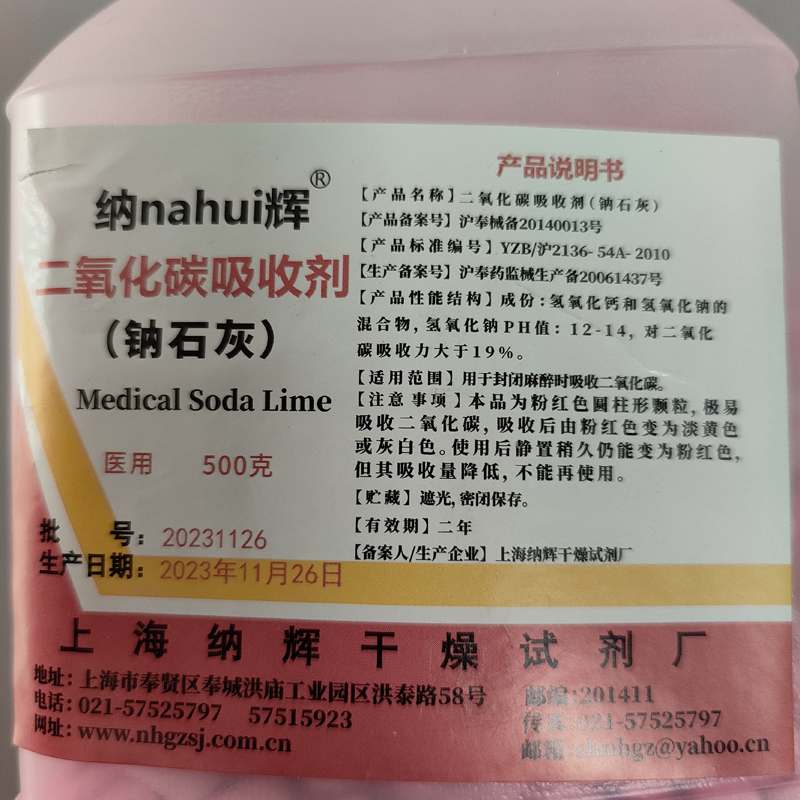 纳nahui辉®
二氧化碳吸收剂
（钠石灰）
Medical Soda Lime
医用 500克
批 号：20231126
生产日期：2023年11月26日
产品说明书
【产品名称】二氧化碳吸收剂（钠石灰）
【产品备案号】沪奉械备20140013号
【产品标准编号】YZB/沪2136-54A-2010
【生产备案号】沪奉药监械生产备20061437号
【产品性能结构】成份：氢氧化钙和氢氧化钠的
混合物，氢氧化钠PH值：12-14，对二氧化
碳吸收力大于19%。
【适用范围】用于封闭麻醉时吸收二氧化碳。
【注意事项】本品为粉红色圆柱形颗粒，极易
吸收二氧化碳，吸收后由粉红色变为淡黄色
或灰白色。使用后静置稍久仍能变为粉红色，
但其吸收量降低，不能再使用。
【贮藏】遮光，密闭保存。
【有效期】二年
【备案人/生产企业】上海纳辉干燥试剂厂
上海纳辉干燥试剂厂
地址：上海市奉贤区奉城洪庙工业园区洪泰路58号
电话：021-57525797 57515923
网址：www.nhgzsj.com.cn
邮编：201411
传真：021-57525797
邮箱：@yahoo.cn